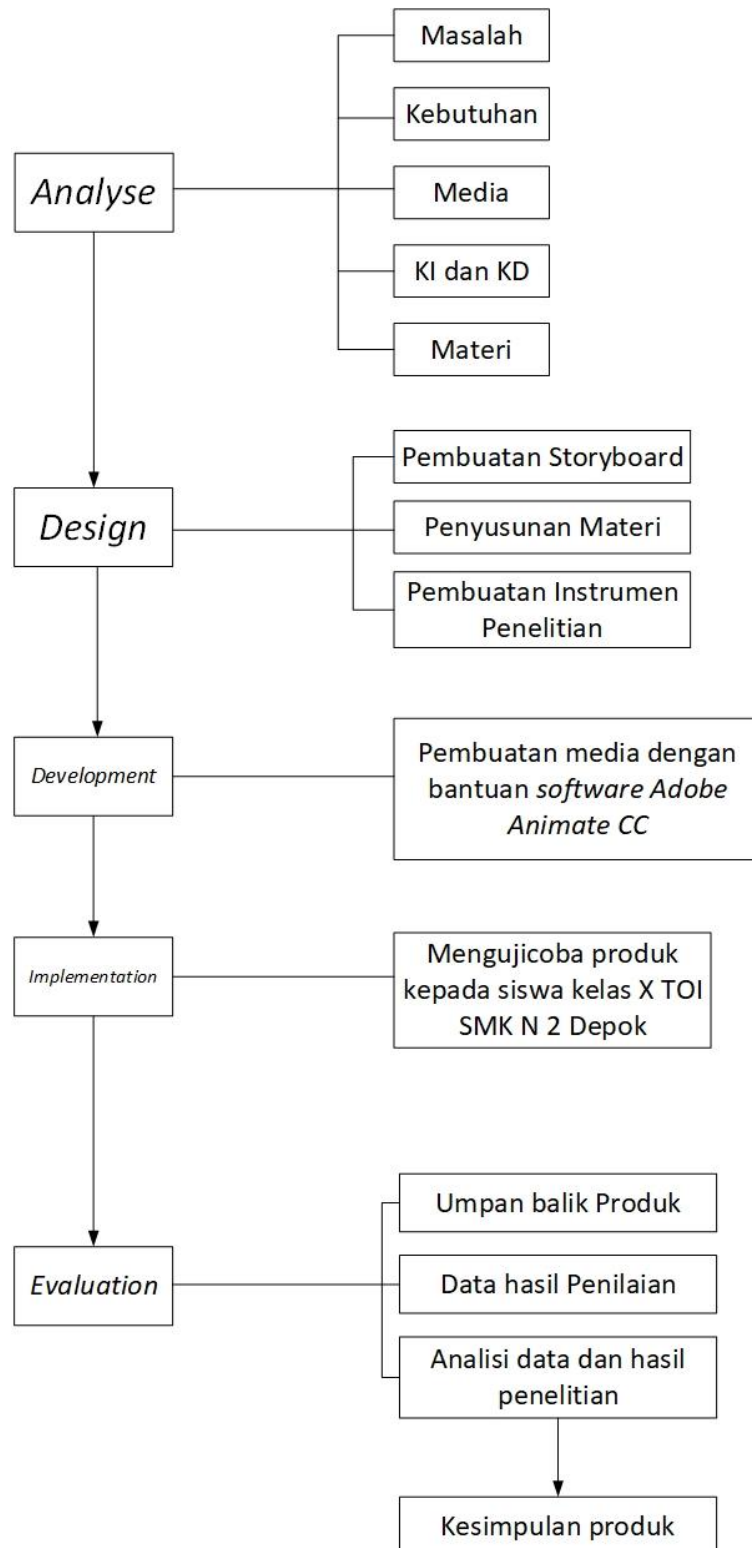 Masalah
Kebutuhan
Analyse
Media
KI dan KD
Materi
Pembuatan Storyboard
Design
Penyusunan Materi
Pembuatan Instrumen
Penelitian
Development
Pembuatan media dengan
bantuan software Adobe
Animate CC
Implementation
Mengujicoba produk
kepada siswa kelas X TOI
SMK N 2 Depok
Umpan balik Produk
Evaluation
Data hasil Penilaian
Analisi data dan hasil
penelitian
Kesimpulan produk